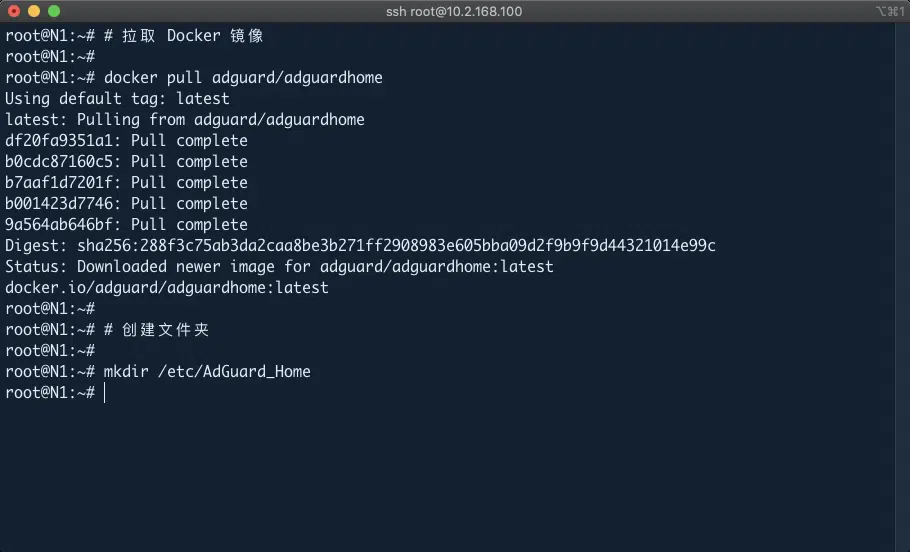 ssh root@10.2.168.100
⌥⌘1
root@N1:~# # 拉取 Docker 镜像
root@N1:~#
root@N1:~# docker pull adguard/adguardhome
Using default tag: latest
latest: Pulling from adguard/adguardhome
df20fa9351a1: Pull complete
b0cdc87160c5: Pull complete
b7aaf1d7201f: Pull complete
b001423d7746: Pull complete
9a564ab646bf: Pull complete
Digest: sha256:288f3c75ab3da2caa8be3b271ff2908983e605bba09d2f9b9f9d44321014e99c
Status: Downloaded newer image for adguard/adguardhome:latest
docker.io/adguard/adguardhome:latest
root@N1:~#
root@N1:~# # 创建文件夹
root@N1:~#
root@N1:~# mkdir /etc/AdGuard_Home
root@N1:~#